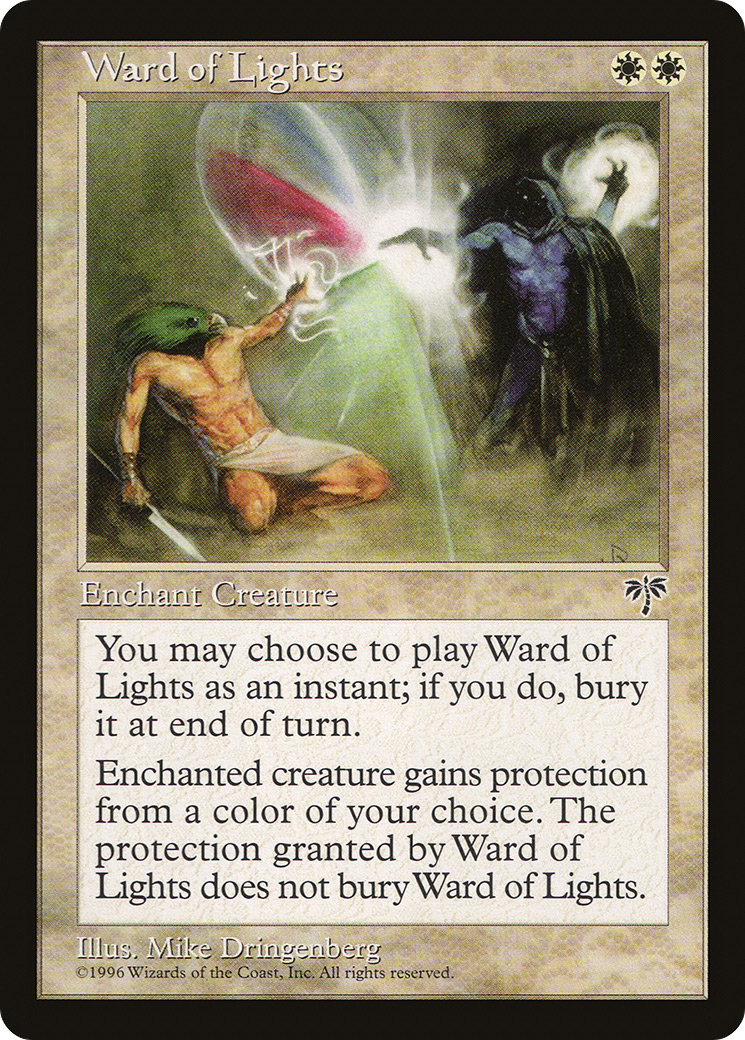 Ward of Lights
Enchant Creature
You may choose to play Ward of
Lights as an instant; if you do, bury
it at end of turn.
Enchanted creature gains protection
from a color of your choice. The
protection granted by Ward of
Lights does not bury Ward of Lights.
Illus. Mike Dringenberg
©1996 Wizards of the Coast, Inc. All rights reserved.